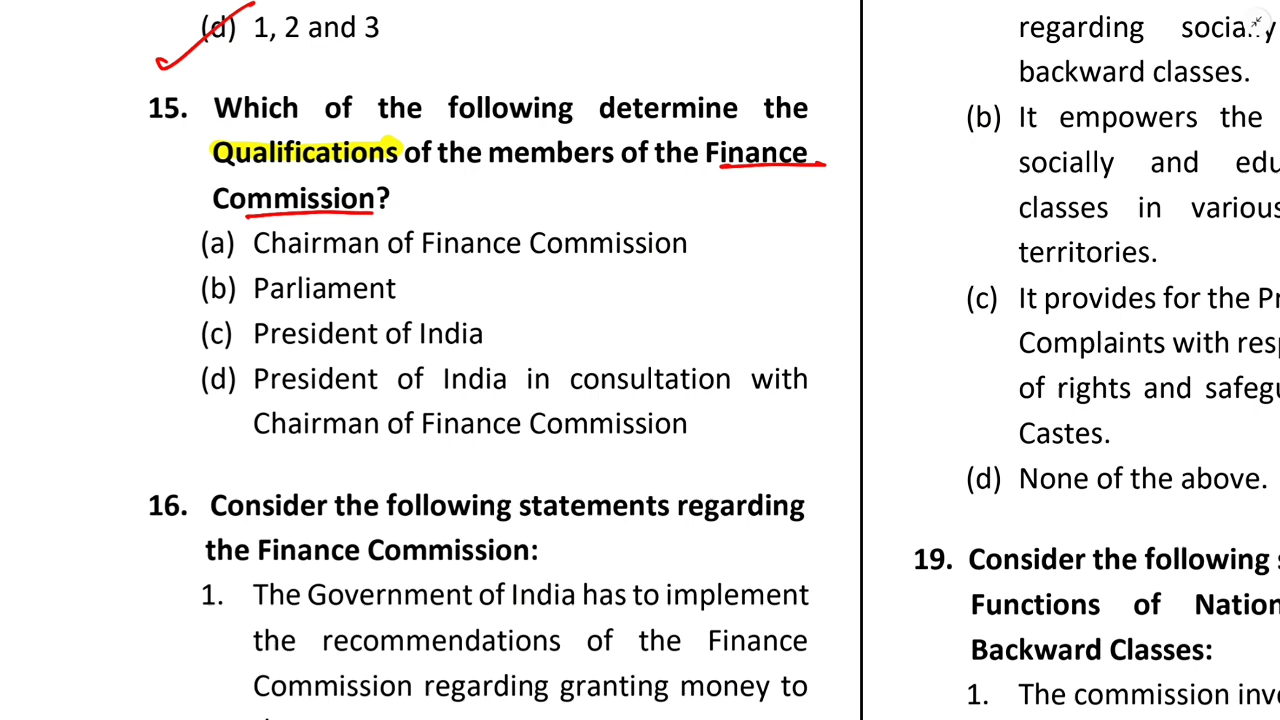 (d) 1, 2 and 3
15. Which of the following determine the
Qualifications of the members of the Finance
Commission?
(a) Chairman of Finance Commission
(b) Parliament
(c) President of India
(d) President of India in consultation with
Chairman of Finance Commission
16. Consider the following statements regarding
the Finance Commission:
1. The Government of India has to implement
the recommendations of the Finance
Commission regarding granting money to
regarding
backward classes.
(b) It empowers the
socially and
classes in various
territories.
(c) It provides for the
Complaints with
of rights and
Castes.
(d) None of the above.
19. Consider the following
Functions of
Backward Classes:
1. The commission